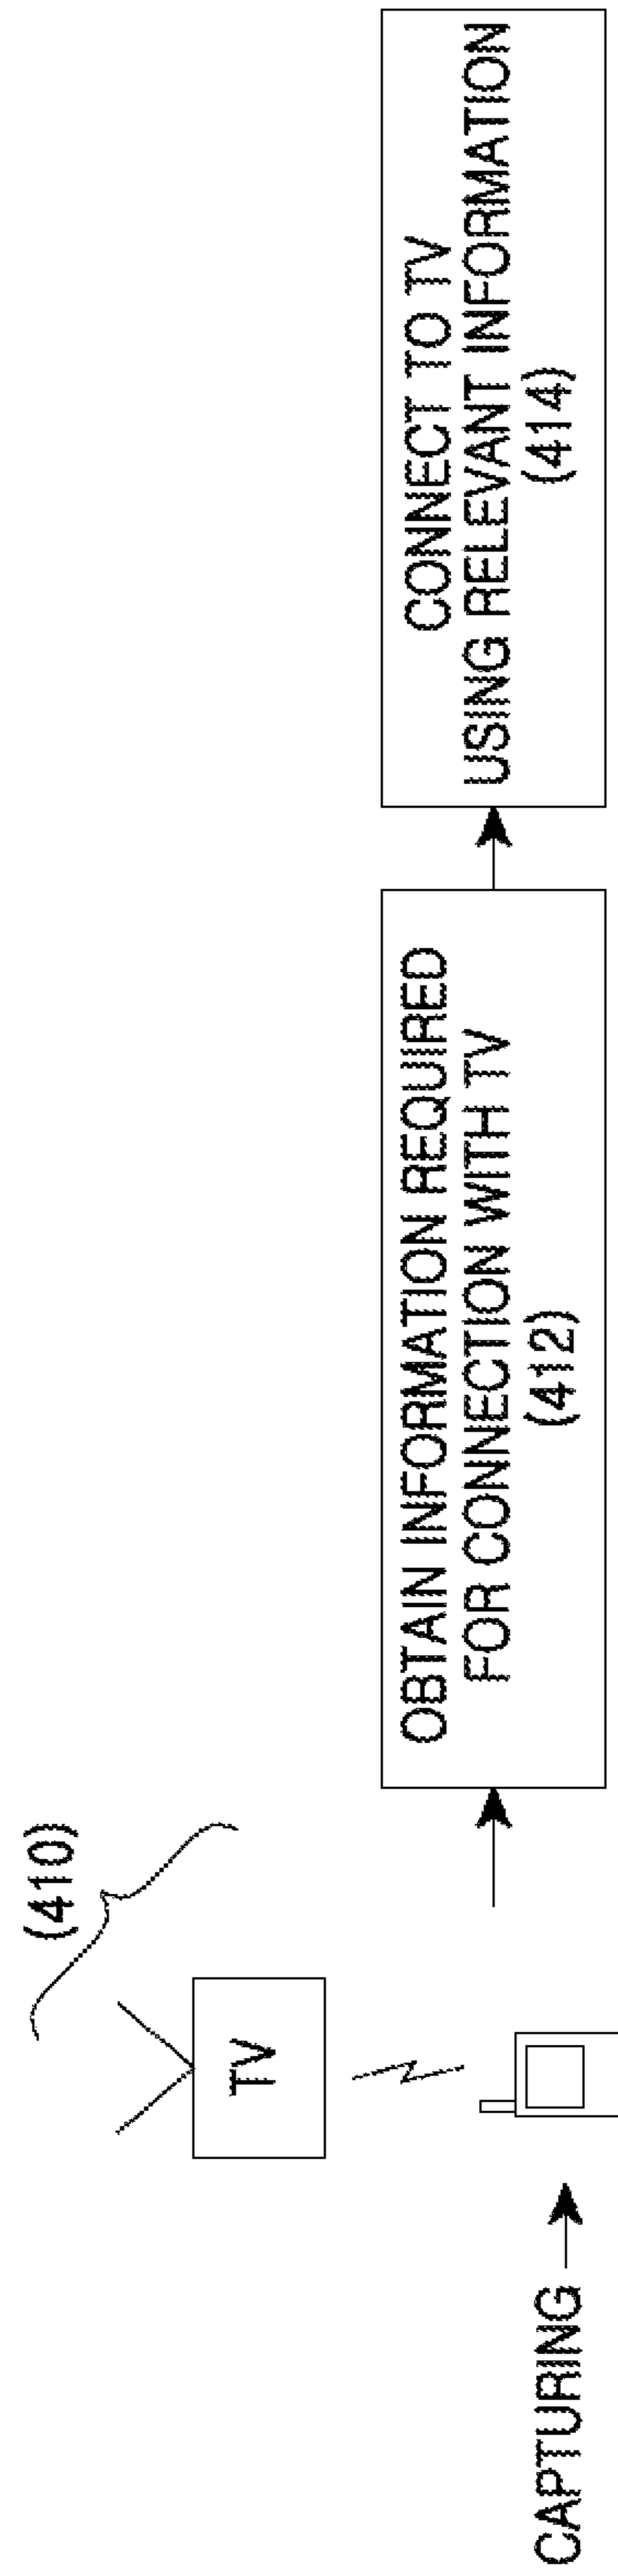 (410)
TV
CAPTURING
OBTAIN INFORMATION REQUIRED
FOR CONNECTION WITH TV
(412)
CONNECT TO TV
USING RELEVANT INFORMATION
(414)